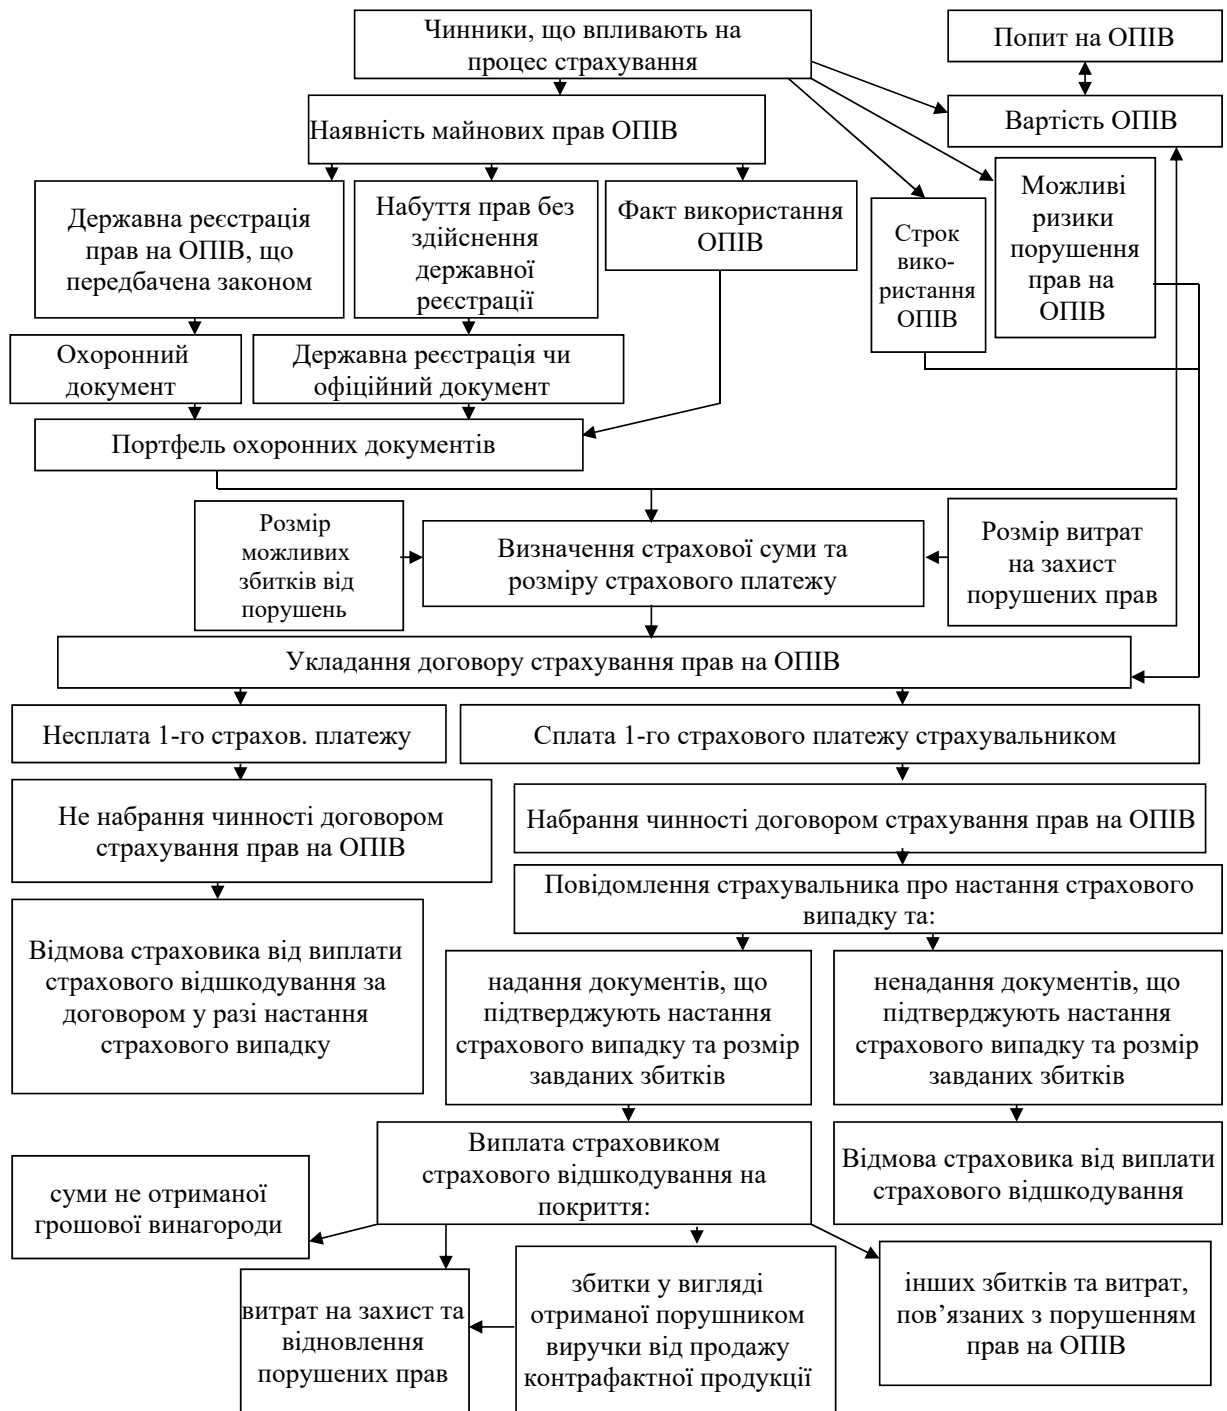 Чинники, що впливають на
процес страхування
Попит на ОПІВ
Вартість ОПІВ
Наявність майнових прав ОПІВ
Державна реєстрація
прав на ОПІВ, що
передбачена законом
Набуття прав без
здійснення
державної
реєстрації
Факт використання
ОПІВ
Строк
вико-
ристання
ОПІВ
Можливі
ризики
порушення
прав на
ОПІВ
Охоронний
документ
Державна реєстрація чи
офіційний документ
Портфель охоронних документів
Розмір
можливих
збитків від
порушень
Визначення страхової суми та
розміру страхового платежу
Розмір витрат
на захист
порушених прав
Укладання договору страхування прав на ОПІВ
Несплата 1-го страхов. платежу
Сплата 1-го страхового платежу страхувальником
Не набрання чинності договором
страхування прав на ОПІВ
Набрання чинності договором страхування прав на ОПІВ
Повідомлення страхувальника про настання страхового
випадку та:
Відмова страховика від виплати
страхового відшкодування за
договором у разі настання
страхового випадку
надання документів, що
підтверджують настання
страхового випадку та розмір
завданих збитків
ненадання документів, що
підтверджують настання
страхового випадку та розмір
завданих збитків
Виплата страховиком
страхового відшкодування на
покриття:
Відмова страховика від виплати
страхового відшкодування
суми не отриманої
грошової винагороди
витрат на захист та
відновлення
порушених прав
збитки у вигляді
отриманої порушником
виручки від продажу
контрафактної продукції
інших збитків та витрат,
пов’язаних з порушенням
прав на ОПІВ